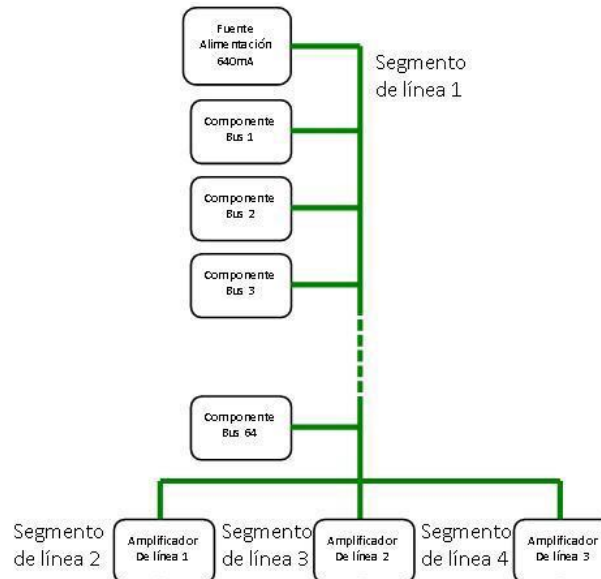 Fuente
Alimentación
640mA
Segmento
de línea 1
Componente
Bus 1
Componente
Bus 2
Componente
Bus 3
Componente
Bus 64
Segmento
de línea 2
Amplificador
De línea 1
Segmento
de línea 3
Amplificador
De línea 2
Segmento
de línea 4
Amplificador
De línea 3